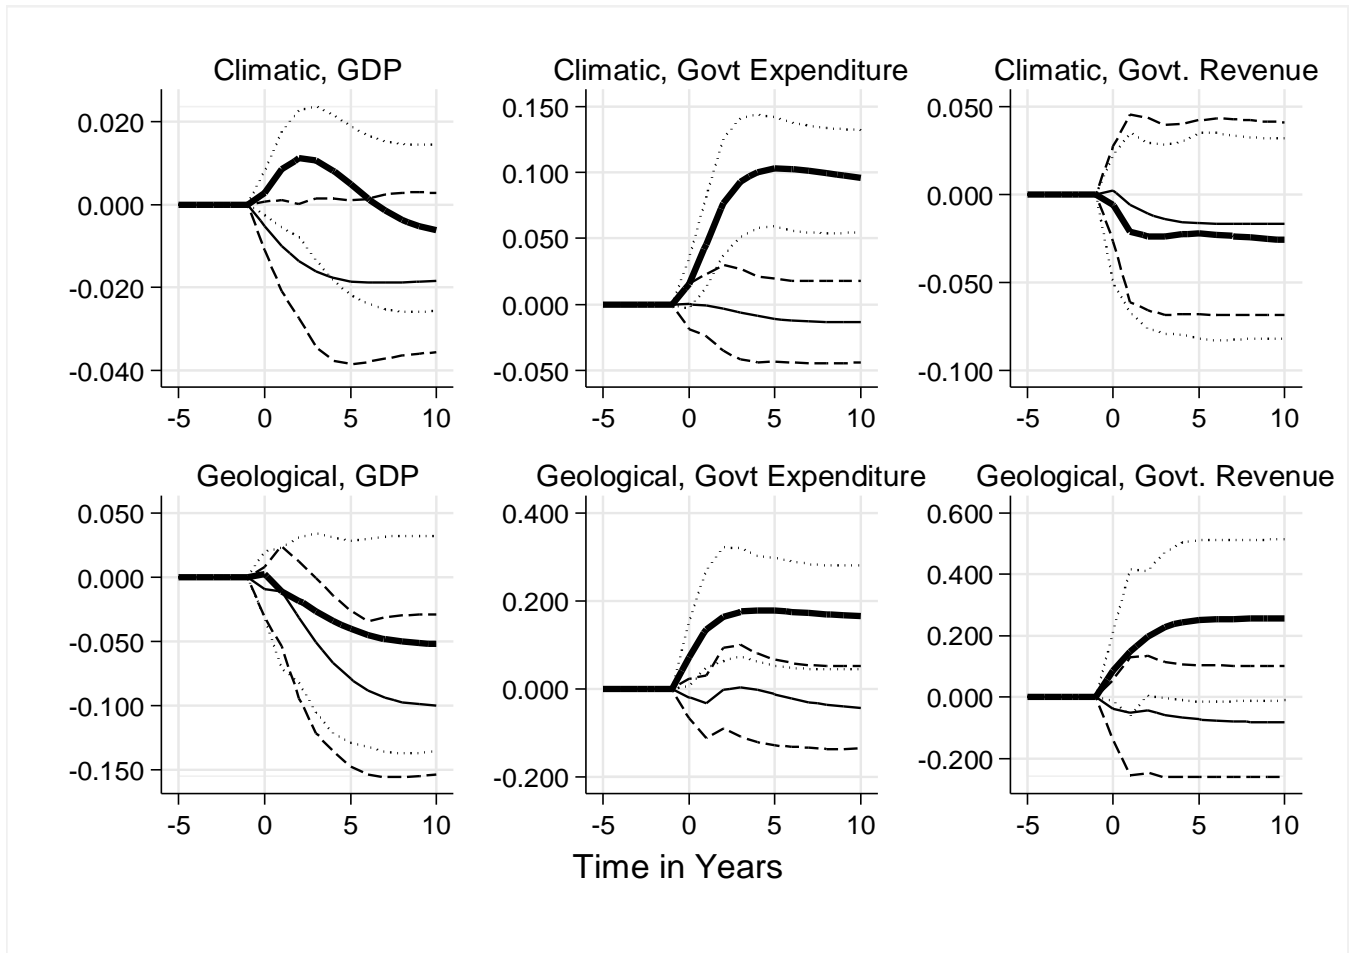 Climatic, GDP
0.020
0.000
-0.020
-0.040
-5 0 5 10
Climatic, Govt Expenditure
0.150
0.100
0.050
0.000
-0.050
-5 0 5 10
Climatic, Govt. Revenue
0.050
0.000
-0.050
-0.100
-5 0 5 10
Geological, GDP
0.050
0.000
-0.050
-0.100
-0.150
-5 0 5 10
Geological, Govt Expenditure
0.400
0.200
0.000
-0.200
-5 0 5 10
Geological, Govt. Revenue
0.600
0.400
0.200
0.000
-0.200
-5 0 5 10
Time in Years